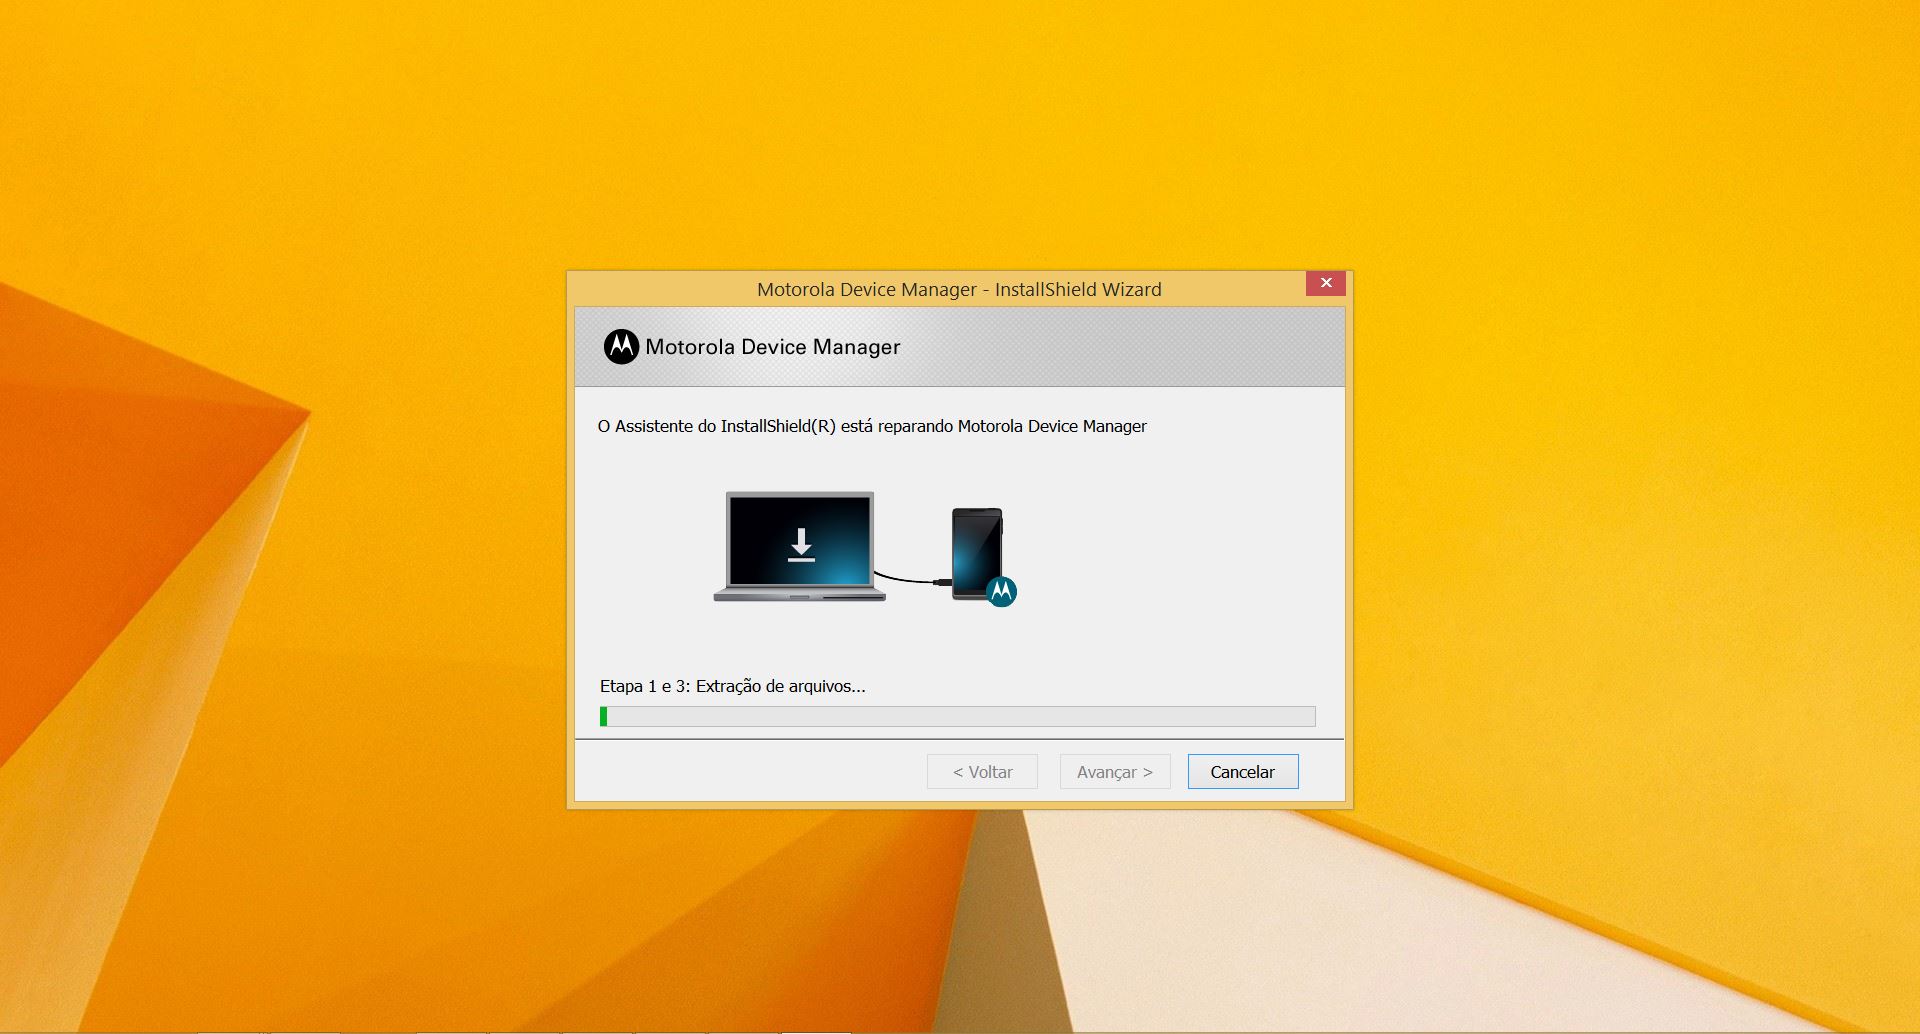 Motorola Device Manager - InstallShield Wizard
Motorola Device Manager
O Assistente do InstallShield(R) está reparando Motorola Device Manager
Etapa 1 e 3: Extração de arquivos...
< Voltar
Avançar >
Cancelar